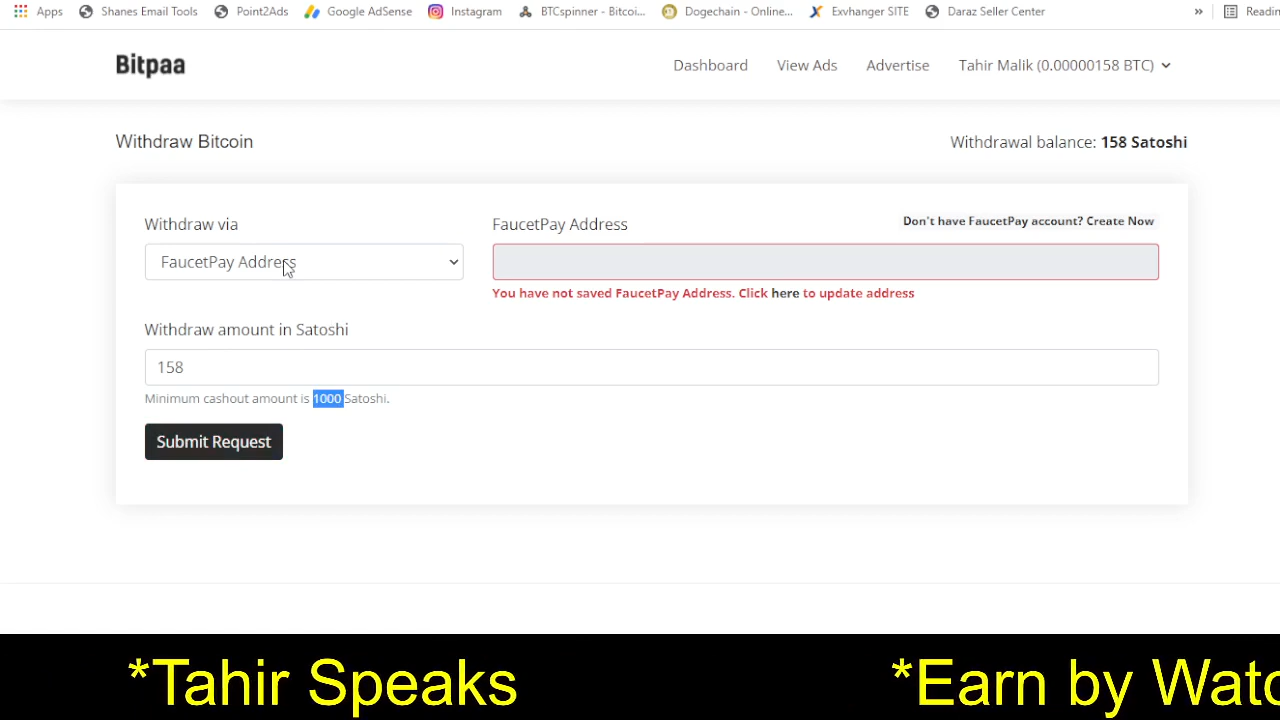 Apps Shanes Email Tools Point2Ads Google AdSense Instagram BTCspinner - Bitcoi... Dogechain - Online... Exvhanger SITE Daraz Seller Center »
Bitpaa Dashboard View Ads Advertise Tahir Malik (0.00000158 BTC)
Withdraw Bitcoin Withdrawal balance: 158 Satoshi
Withdraw via FaucetPay Address Don't have FaucetPay account? Create Now
FaucetPay Address
You have not saved FaucetPay Address. Click here to update address
Withdraw amount in Satoshi
158
Minimum cashout amount is 1000 Satoshi.
Submit Request
*Tahir Speaks *Earn by